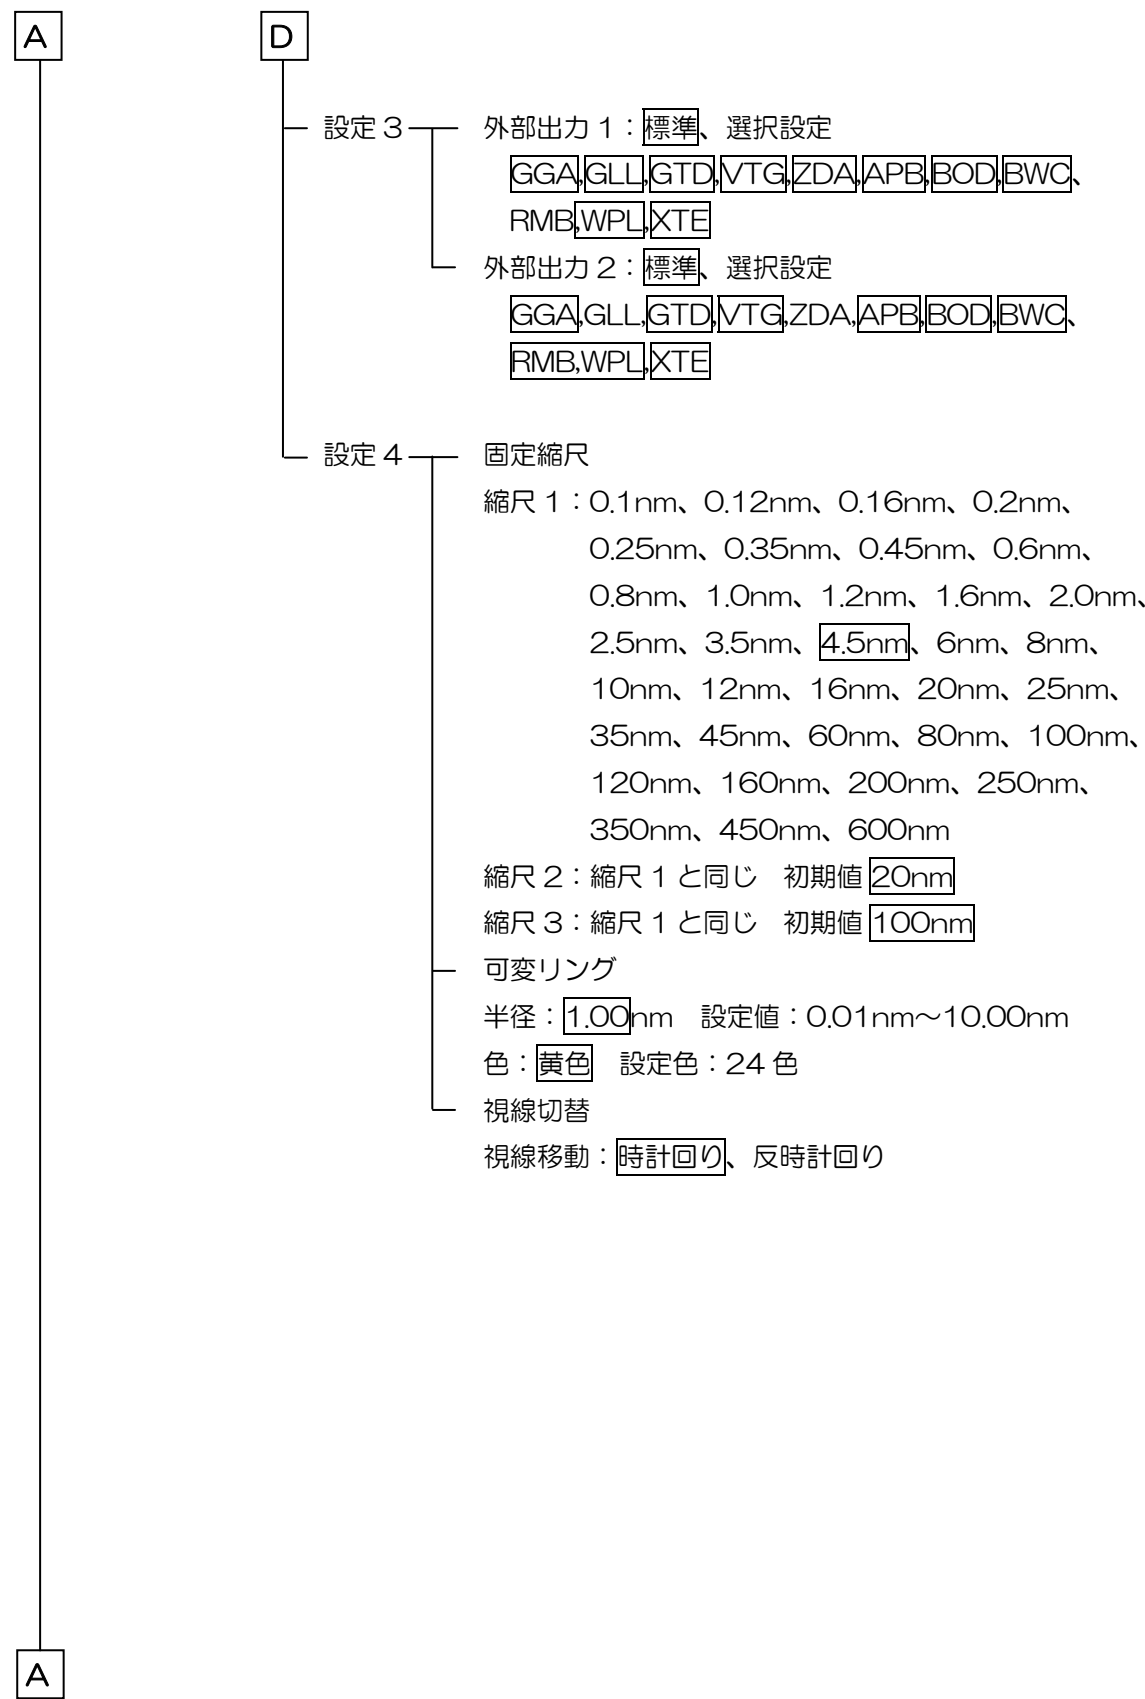 A D
設定3 外部出力1：標準、選択設定
GGA,GLL,GTD,VTG,ZDA,APB,BOD,BWC、
RMB,WPL,XTE
外部出力2：標準、選択設定
GGA,GLL,GTD,VTG,ZDA,APB,BOD,BWC、
RMB,WPL,XTE
設定4 固定縮尺
縮尺1：0.1nm、0.12nm、0.16nm、0.2nm、
0.25nm、0.35nm、0.45nm、0.6nm、
0.8nm、1.0nm、1.2nm、1.6nm、2.0nm、
2.5nm、3.5nm、4.5nm、6nm、8nm、
10nm、12nm、16nm、20nm、25nm、
35nm、45nm、60nm、80nm、100nm、
120nm、160nm、200nm、250nm、
350nm、450nm、600nm
縮尺2：縮尺1と同じ　初期値 20nm
縮尺3：縮尺1と同じ　初期値 100nm
可変リング
半径：1.00nm　設定値：0.01nm～10.00nm
色：黄色　設定色：24色
視線切替
視線移動：時計回り、反時計回り
A